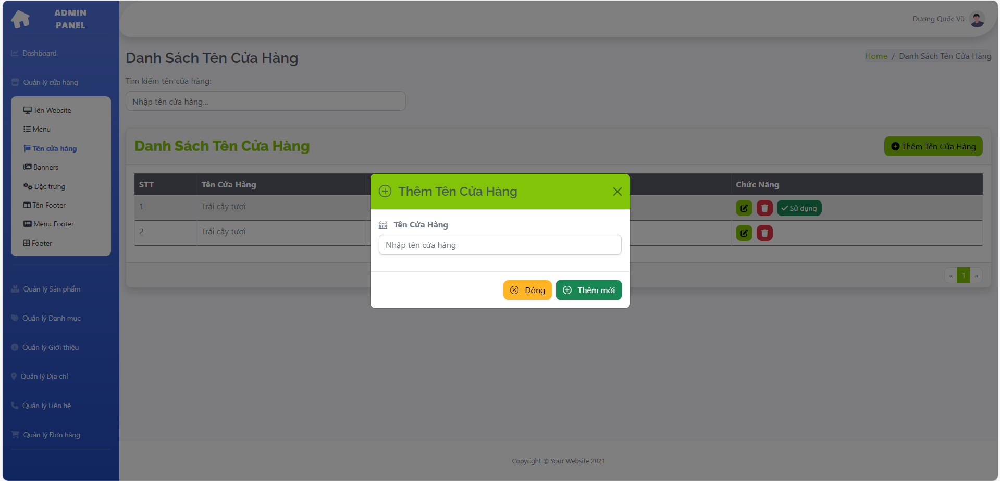 ADMIN
PANEL
Dương Quốc Vũ
Dashboard
Quản lý cửa hàng
Tên Website
Menu
Tên cửa hàng
Banners
Đặc trưng
Tên Footer
Menu Footer
Footer
Quản lý Sản phẩm
Quản lý Danh mục
Quản lý Giới thiệu
Quản lý Địa chỉ
Quản lý Liên hệ
Quản lý Đơn hàng
Danh Sách Tên Cửa Hàng
Home / Danh Sách Tên Cửa Hàng
Tìm kiếm tên cửa hàng:
Nhập tên cửa hàng...
Danh Sách Tên Cửa Hàng
Thêm Tên Cửa Hàng
STT Tên Cửa Hàng Chức Năng
1 Trái cây tươi Sử dụng
2 Trái cây tươi
« 1 »
Thêm Tên Cửa Hàng
Tên Cửa Hàng
Nhập tên cửa hàng
Đóng Thêm mới
Copyright © Your Website 2021